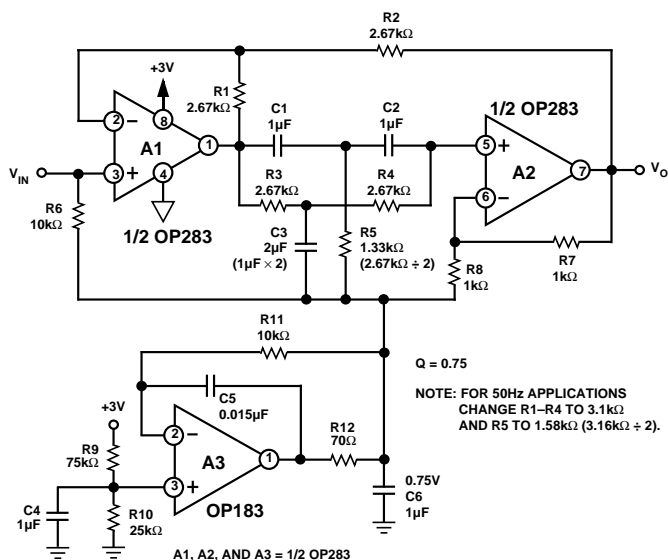 R2
2.67kΩ
+3V
R1
2.67kΩ
C1
1µF
C2
1µF
1/2 OP283
2
−
8
A1
1
5
+
A2
7
V_O
V_IN
3
+
4
6
−
R3
2.67kΩ
R4
2.67kΩ
R6
10kΩ
1/2 OP283
C3
2µF
(1µF × 2)
R5
1.33kΩ
(2.67kΩ ÷ 2)
R8
1kΩ
R7
1kΩ
R11
10kΩ
Q = 0.75
C5
0.015µF
NOTE: FOR 50Hz APPLICATIONS
CHANGE R1–R4 TO 3.1kΩ
AND R5 TO 1.58kΩ (3.16kΩ ÷ 2).
+3V
R9
75kΩ
2
−
A3
1
R12
70Ω
3
+
C4
1µF
R10
25kΩ
OP183
0.75V
C6
1µF
A1, A2, AND A3 = 1/2 OP283